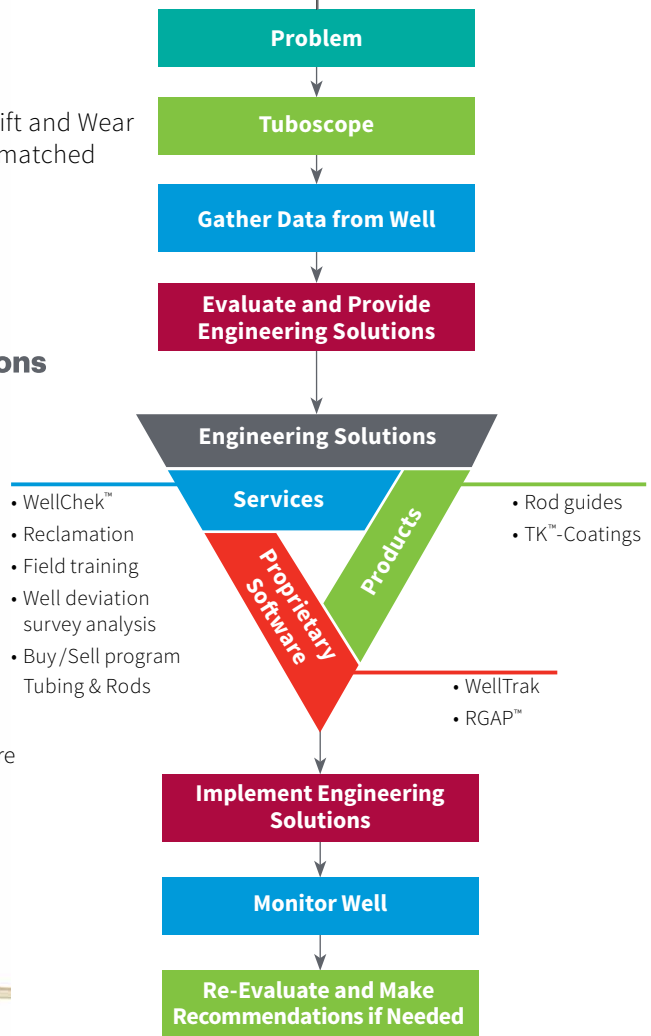 Problem
ift and Wear
matched
Tuboscope
Gather Data from Well
Evaluate and Provide
Engineering Solutions
ons
Engineering Solutions
Services
Products
Proprietary
Software
• WellChek™
• Reclamation
• Field training
• Well deviation
survey analysis
• Buy/Sell program
Tubing & Rods
• Rod guides
• TK™-Coatings
• WellTrak
• RGAP™
re
Implement Engineering
Solutions
Monitor Well
Re-Evaluate and Make
Recommendations if Needed